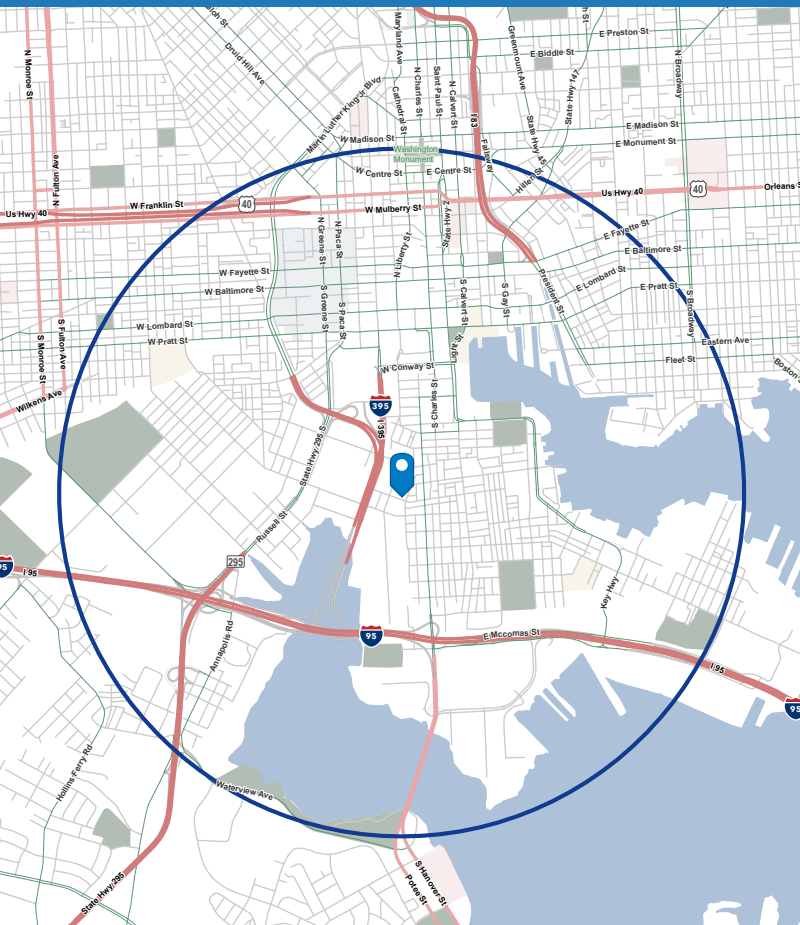 Druid Hill Ave
N Monroe St
Maryland Ave
Greenmount Ave
E Preston St
E Biddle St
N Broadway
State Hwy 147
N Charles St
Saint Paul St
N Calvert St
Cathedral St
Martin Luther King Jr Blvd
I 83
Fallsway
State Hwy 45
Hillen St
E Madison St
E Monument St
W Madison St
Washington
Monument
W Centre St
E Centre St
N Fulton Ave
Us Hwy 40
W Franklin St
40
W Mulberry St
State Hwy 2
Us Hwy 40
40
Orleans S
N Greene St
N Paca St
N Liberty St
E Fayette St
E Baltimore St
W Fayette St
W Baltimore St
E Lombard St
E Pratt St
President St
S Greene St
S Paca St
S Calvert St
S Gay St
S Broadway
W Lombard St
W Pratt St
Light St
Eastern Ave
Fleet St
Boston
S Monroe St
S Fulton Ave
W Conway St
Wilkens Ave
395
I 395
S Charles St
State Hwy 295 S
Russell St
295
95
I 95
Key Hwy
Annapolis Rd
95
E Mccomas St
I 95
95
Hollins Ferry Rd
Waterview Ave
S Hanover St
Potee St
State Hwy 295